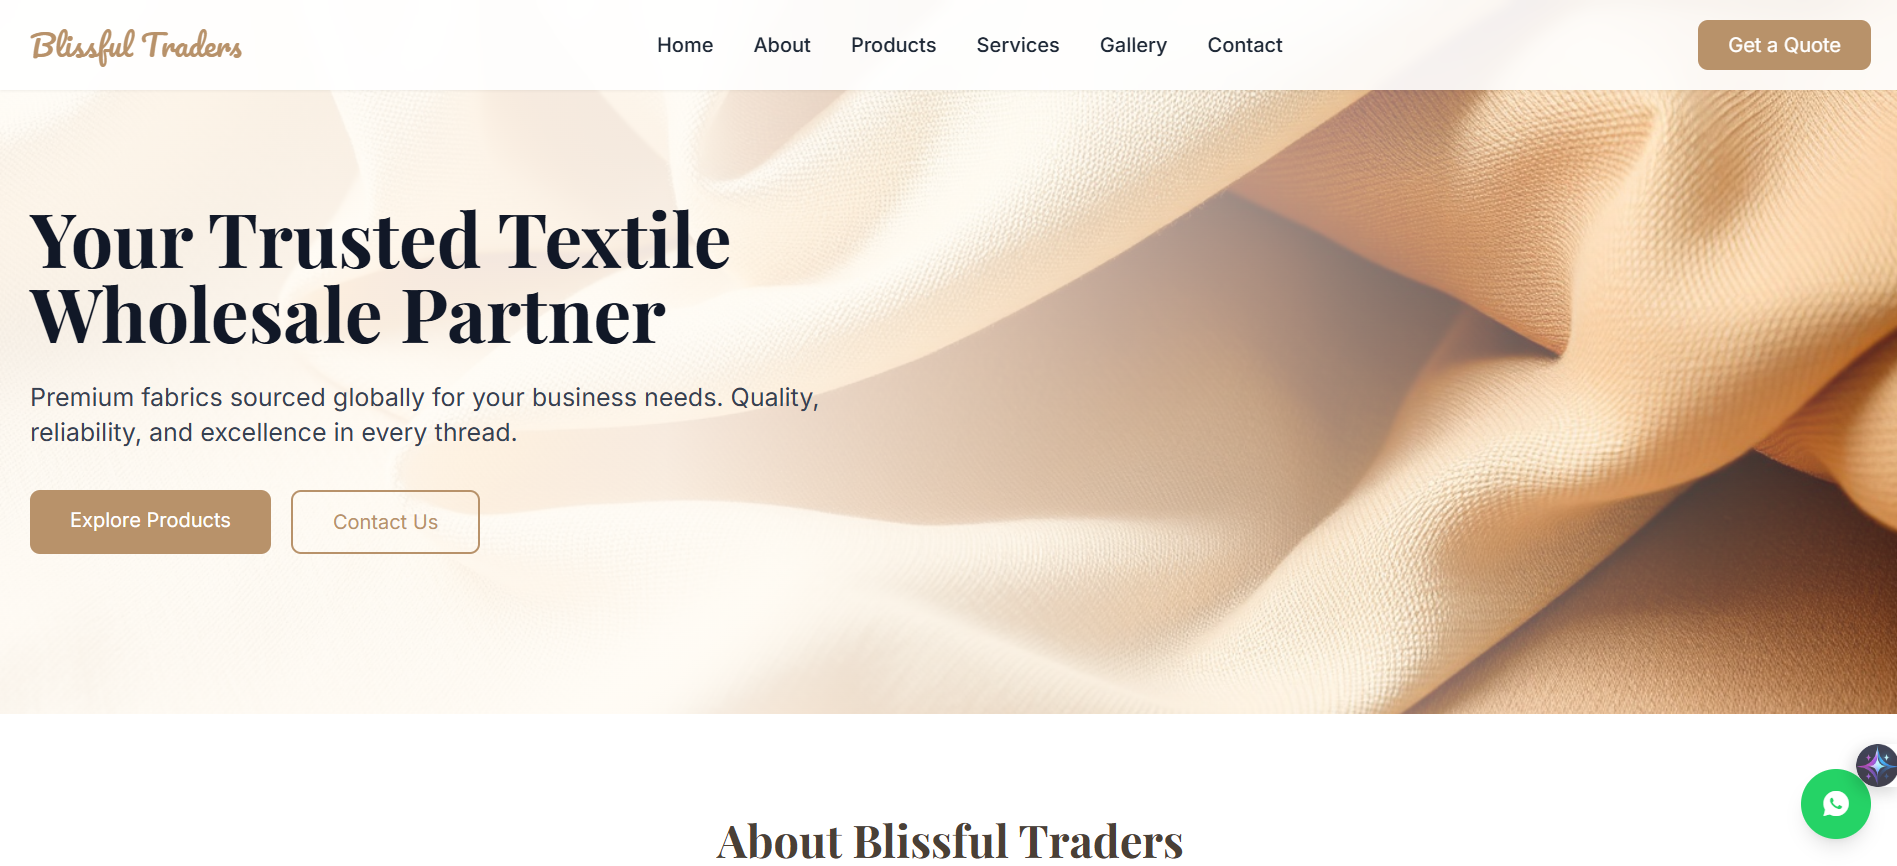 Blissful Traders
Home
About
Products
Services
Gallery
Contact
Get a Quote
Your Trusted Textile
Wholesale Partner
Premium fabrics sourced globally for your business needs. Quality,
reliability, and excellence in every thread.
Explore Products
Contact Us
About Blissful Traders